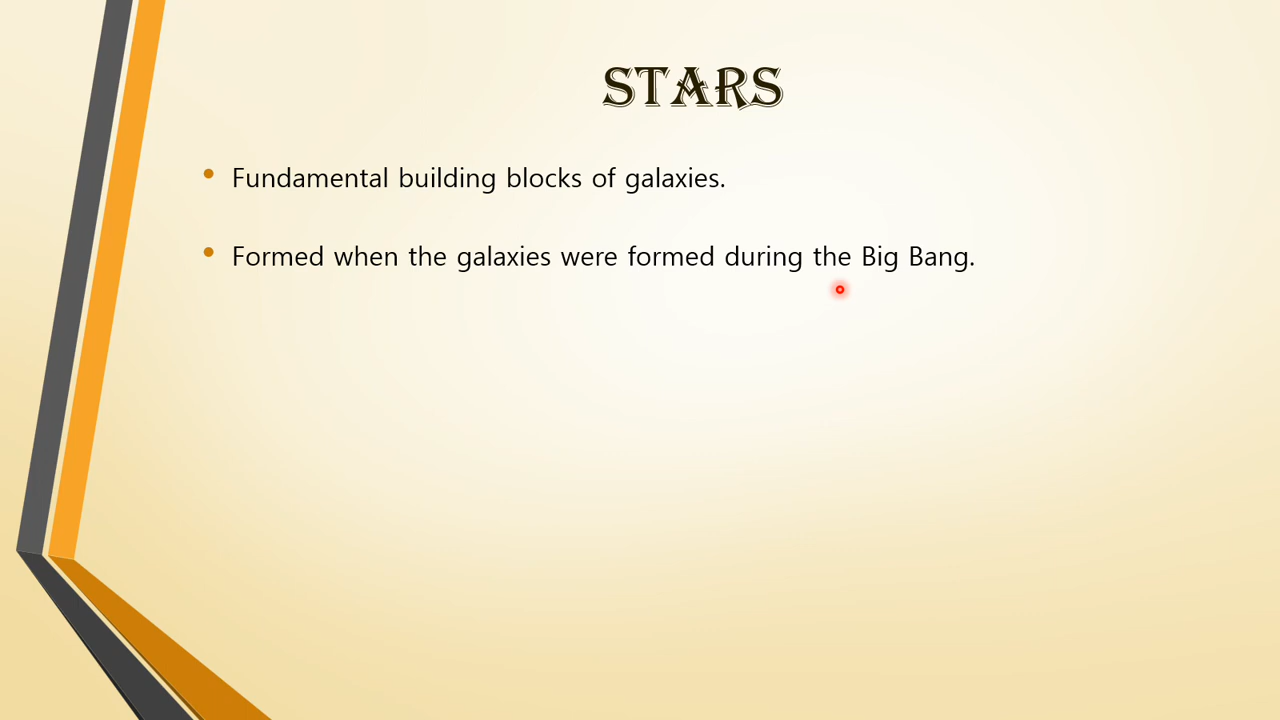 STARS
Fundamental building blocks of galaxies.
Formed when the galaxies were formed during the Big Bang.